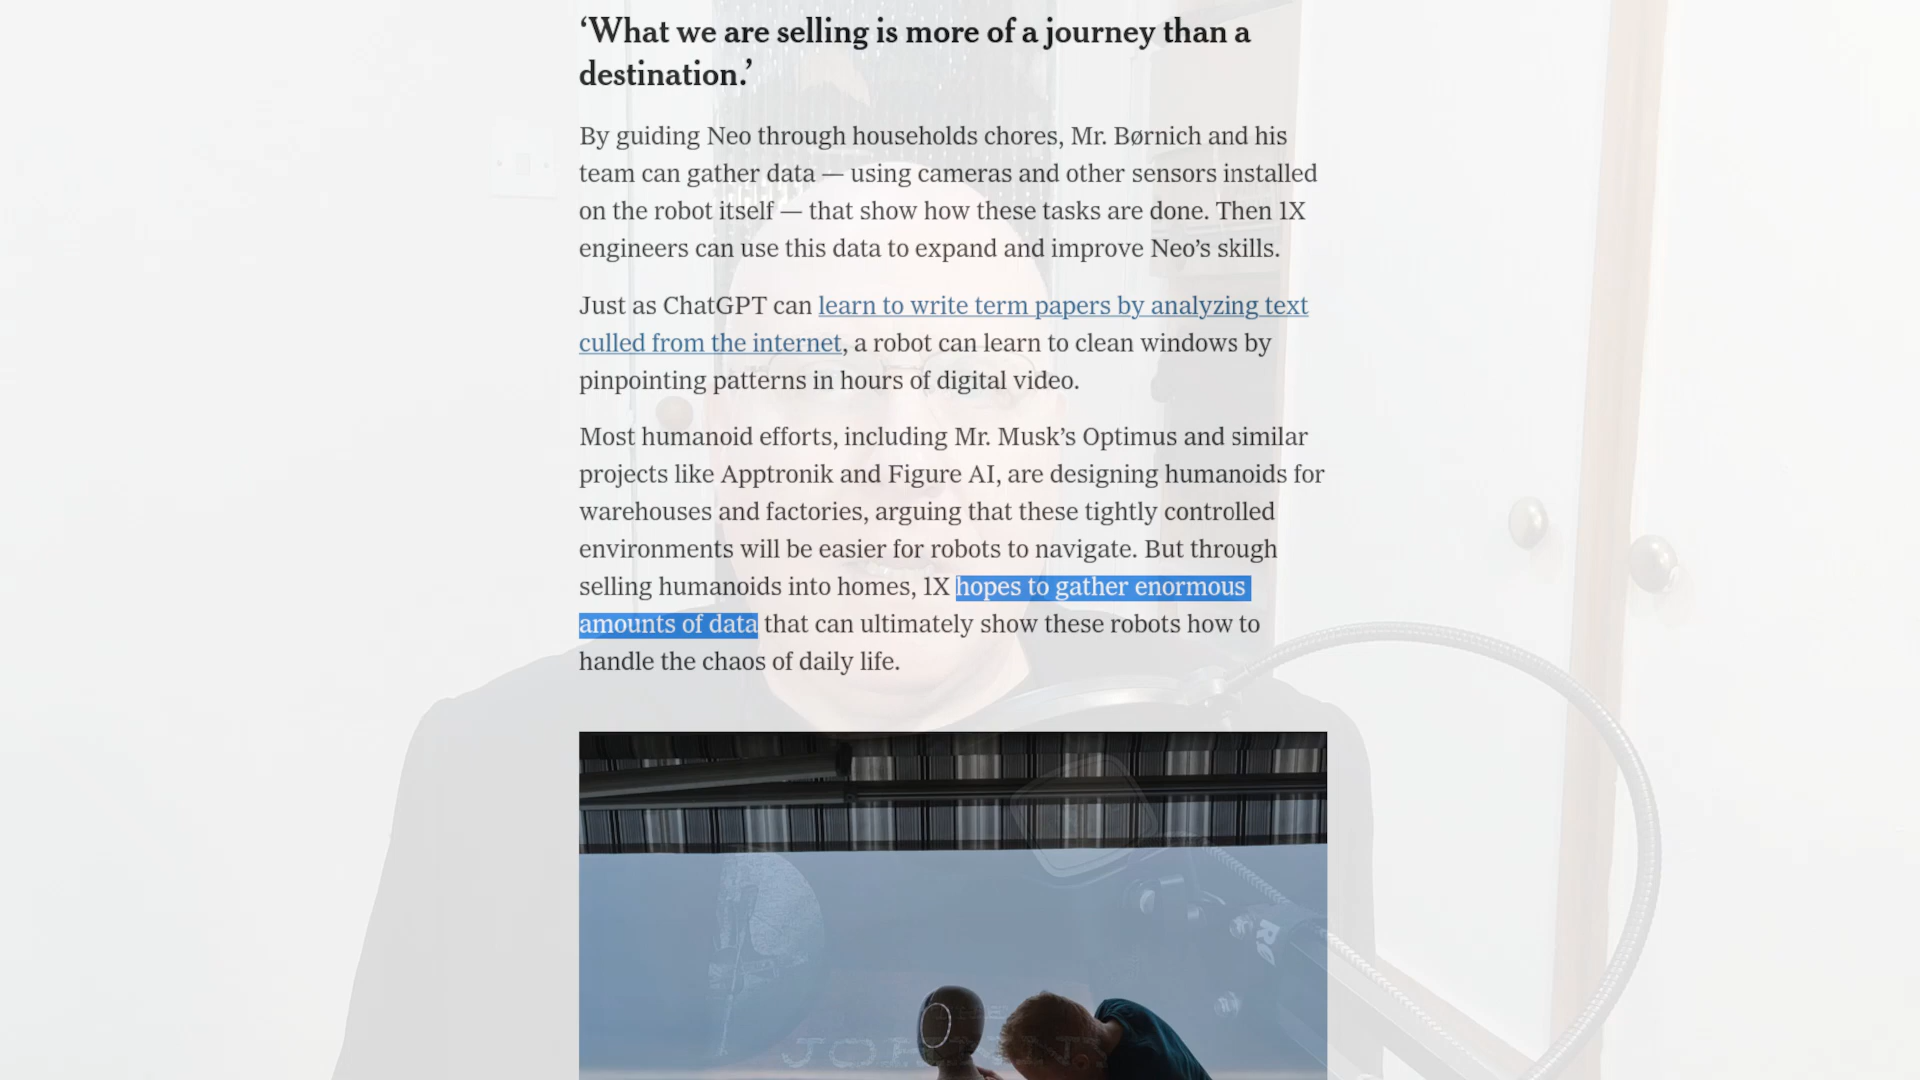 ‘What we are selling is more of a journey than a
destination.’
By guiding Neo through households chores, Mr. Børnich and his
team can gather data — using cameras and other sensors installed
on the robot itself — that show how these tasks are done. Then 1X
engineers can use this data to expand and improve Neo’s skills.
Just as ChatGPT can learn to write term papers by analyzing text
culled from the internet, a robot can learn to clean windows by
pinpointing patterns in hours of digital video.
Most humanoid efforts, including Mr. Musk’s Optimus and similar
projects like Apptronik and Figure AI, are designing humanoids for
warehouses and factories, arguing that these tightly controlled
environments will be easier for robots to navigate. But through
selling humanoids into homes, 1X hopes to gather enormous
amounts of data that can ultimately show these robots how to
handle the chaos of daily life.